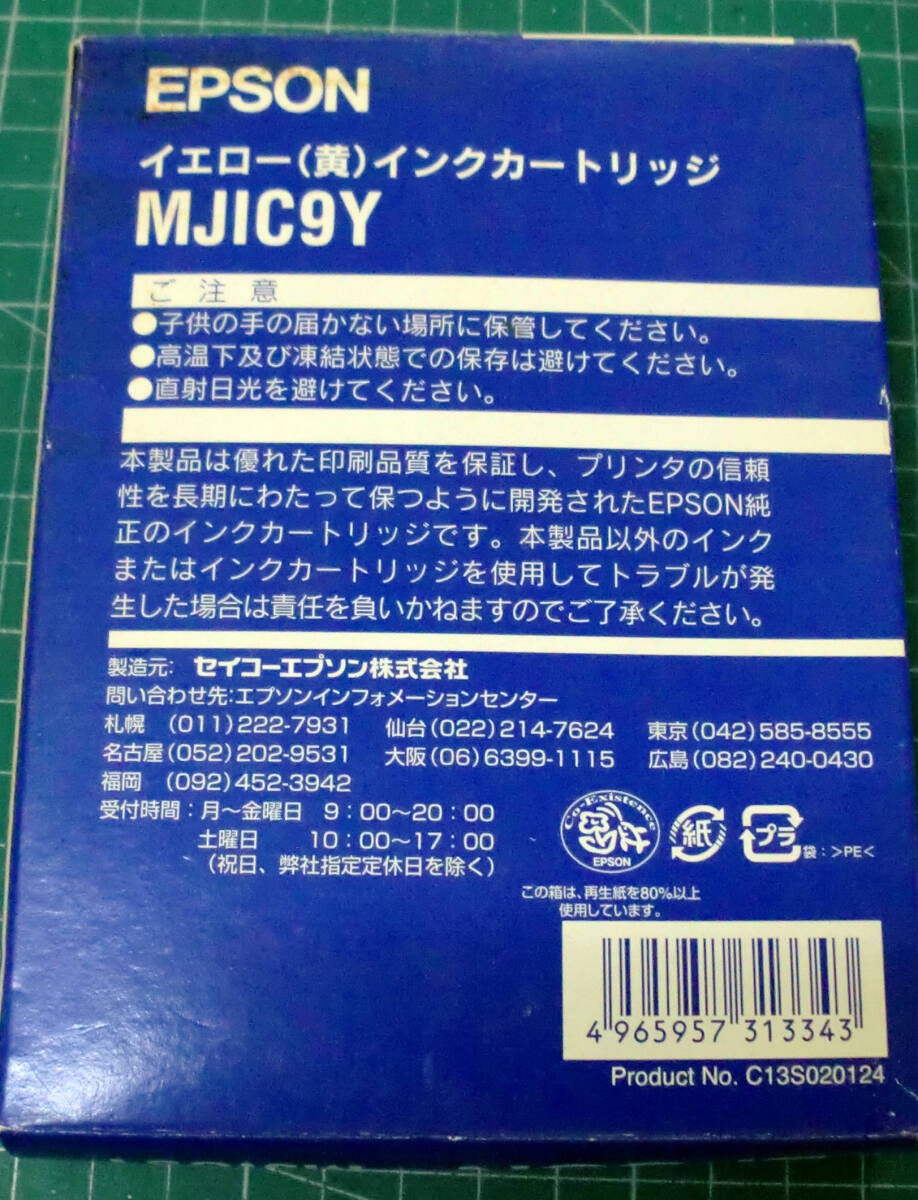 EPSON
イエロー(黄)インクカートリッジ
MJIC9Y
ご 注 意
●子供の手の届かない場所に保管してください。
●高温下及び凍結状態での保存は避けてください。
●直射日光を避けてください。
本製品は優れた印刷品質を保証し、プリンタの信頼
性を長期にわたって保つように開発されたEPSON純
正のインクカートリッジです。本製品以外のインク
またはインクカートリッジを使用してトラブルが発
生した場合は責任を負いかねますのでご了承ください。
製造元: セイコーエプソン株式会社
問い合わせ先:エプソンインフォメーションセンター
札幌 (011)222-7931 仙台(022)214-7624 東京(042)585-8555
名古屋(052)202-9531 大阪(06)6399-1115 広島(082)240-0430
福岡 (092)452-3942
受付時間:月〜金曜日 9:00〜20:00
土曜日 10:00〜17:00
(祝日、弊社指定定休日を除く)
Co-Existence
EPSON
紙
プラ
袋:>PE<
この箱は、再生紙を80%以上
使用しています。
4 965957 313343
Product No. C13S020124